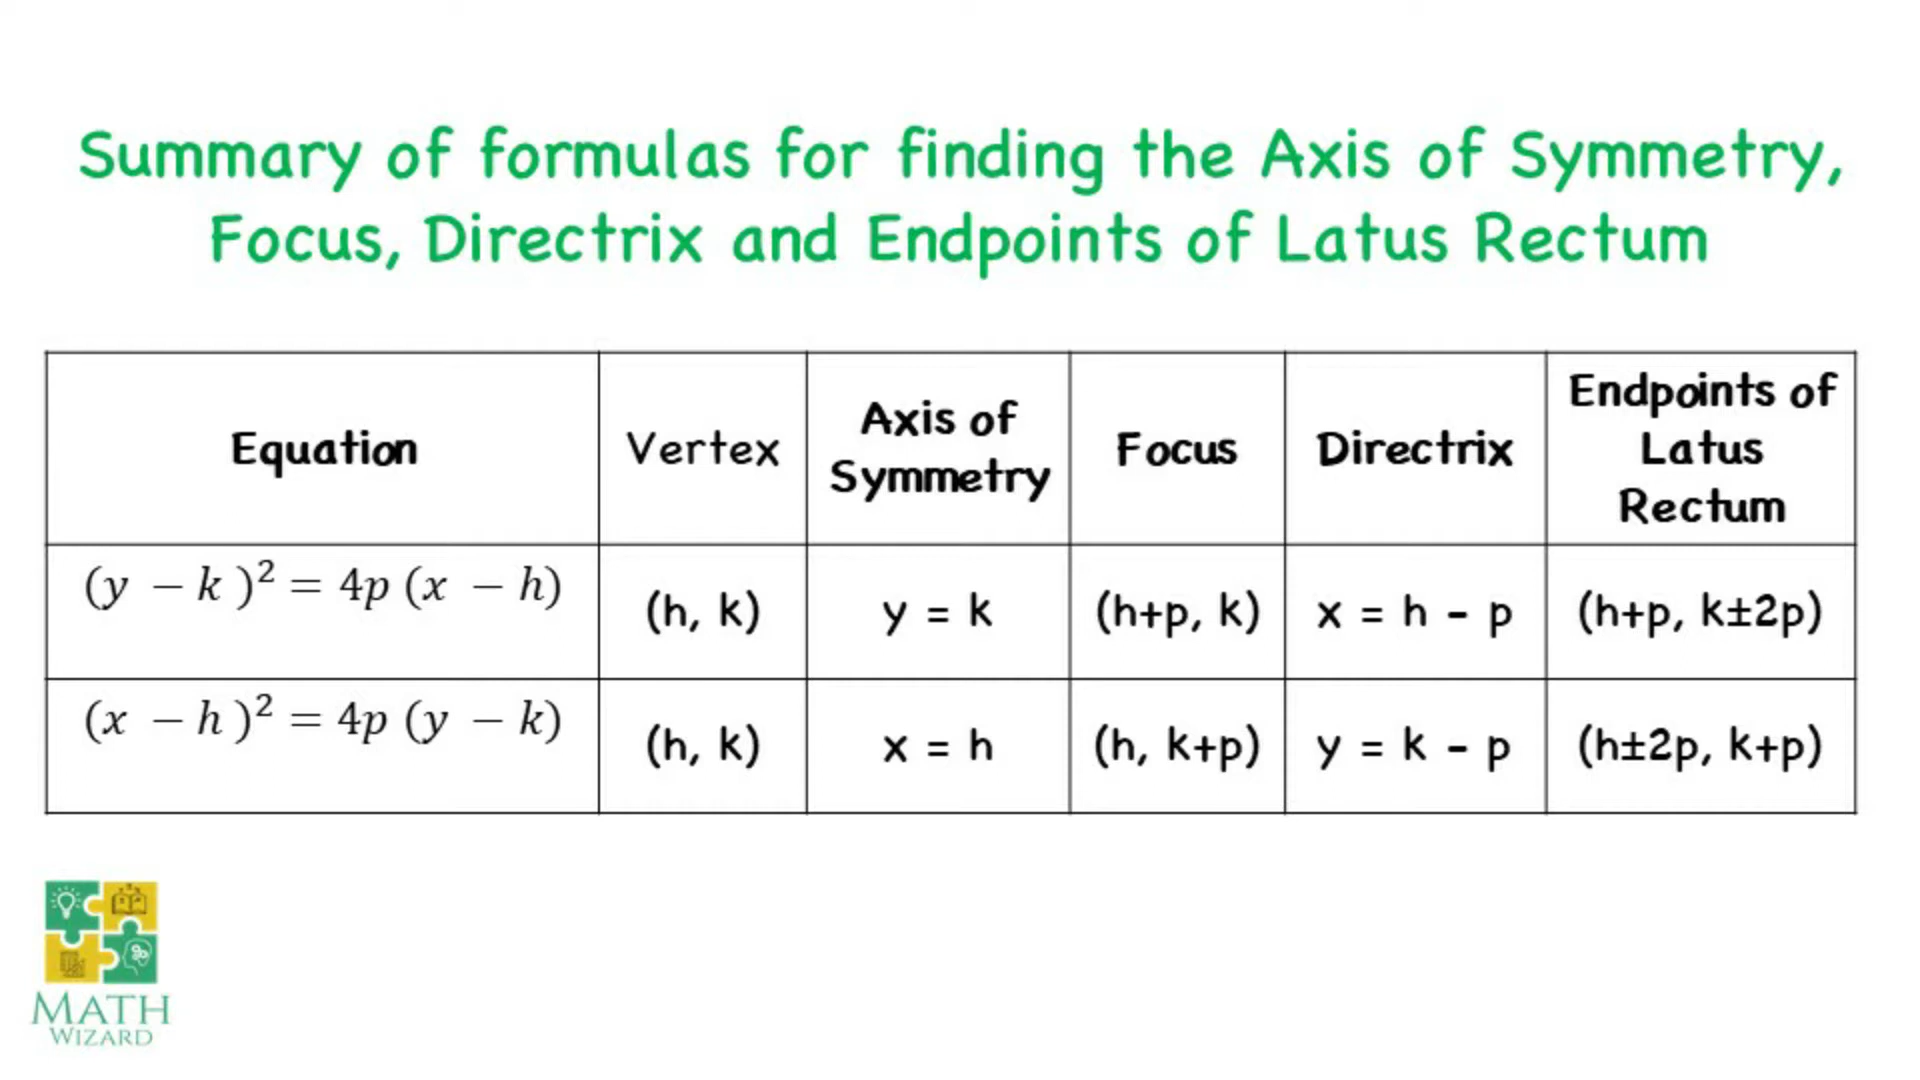 Summary of formulas for finding the Axis of Symmetry,
Focus, Directrix and Endpoints of Latus Rectum
Equation
Vertex
Axis of
Symmetry
Focus
Directrix
Endpoints of
Latus
Rectum
(y − k )² = 4p (x − h)
(h, k)
y = k
(h+p, k)
x = h - p
(h+p, k±2p)
(x − h )² = 4p (y − k)
(h, k)
x = h
(h, k+p)
y = k - p
(h±2p, k+p)
MATH
WIZARD